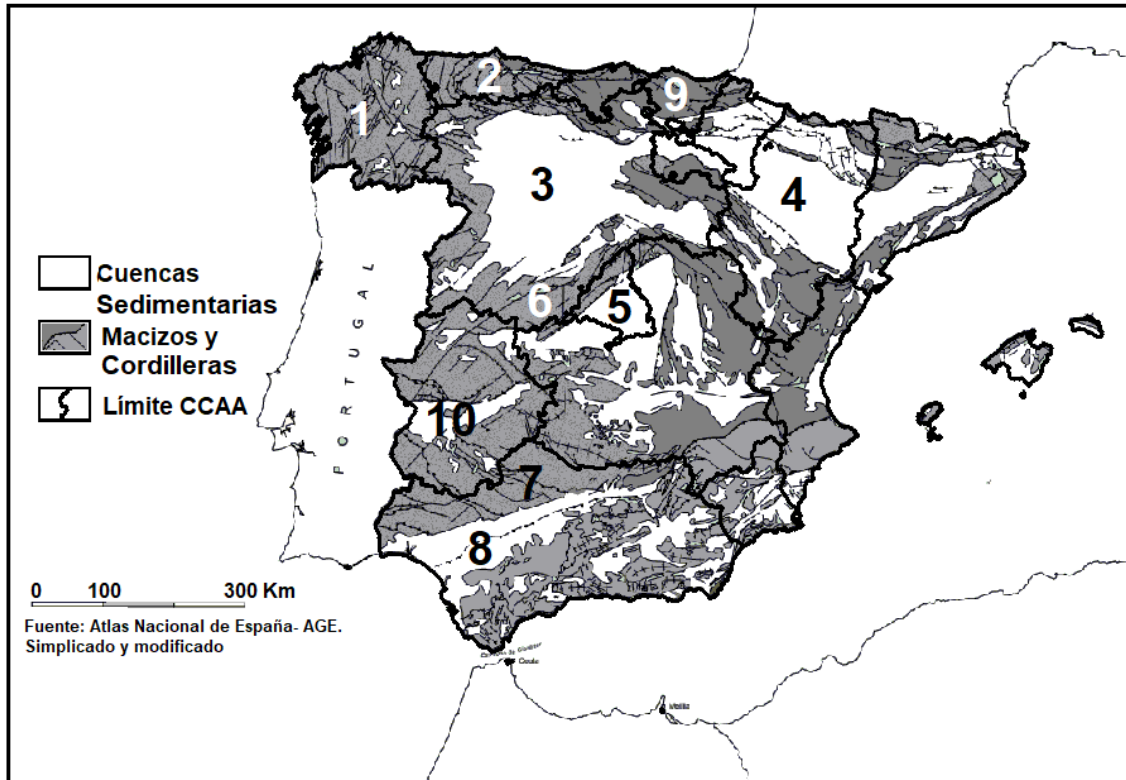 1
2
9
3
4
6
5
10
7
8
PORTUGAL
Cuencas
Sedimentarias
Macizos y
Cordilleras
Límite CCAA
0 100 300 Km
Fuente: Atlas Nacional de España- AGE.
Simplicado y modificado
Ceuta
Melilla